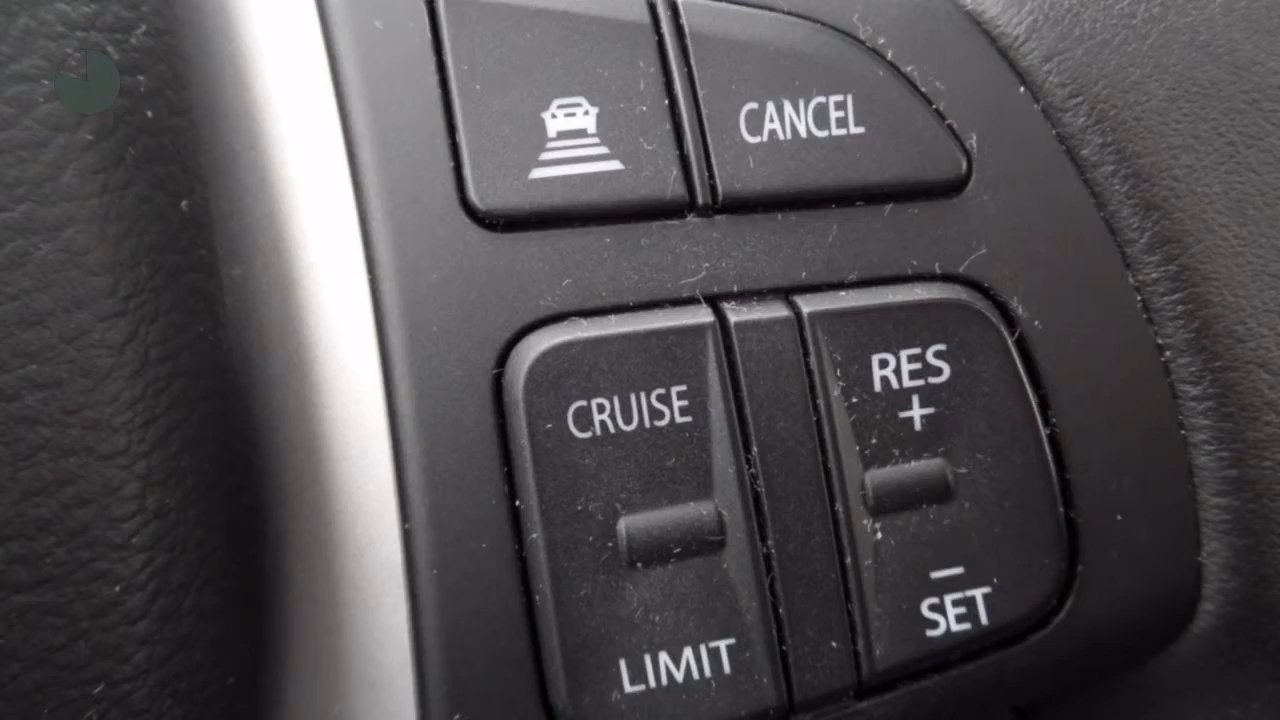 CANCEL
CRUISE
RES
+
LIMIT
–
SET